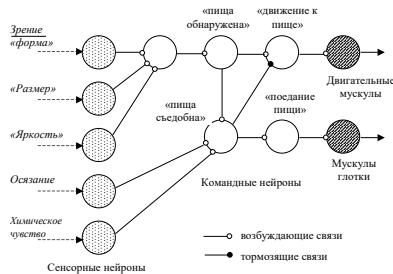 Зрение
«форма»
«Размер»
«Яркость»
Осязание
Химическое
чувство
Сенсорные нейроны
«пища
обнаружена»
«движение к
пище»
Двигательные
мускулы
«пища
съедобна»
«поедание
пищи»
Мускулы
глотки
Командные нейроны
возбуждающие связи
тормозящие связи